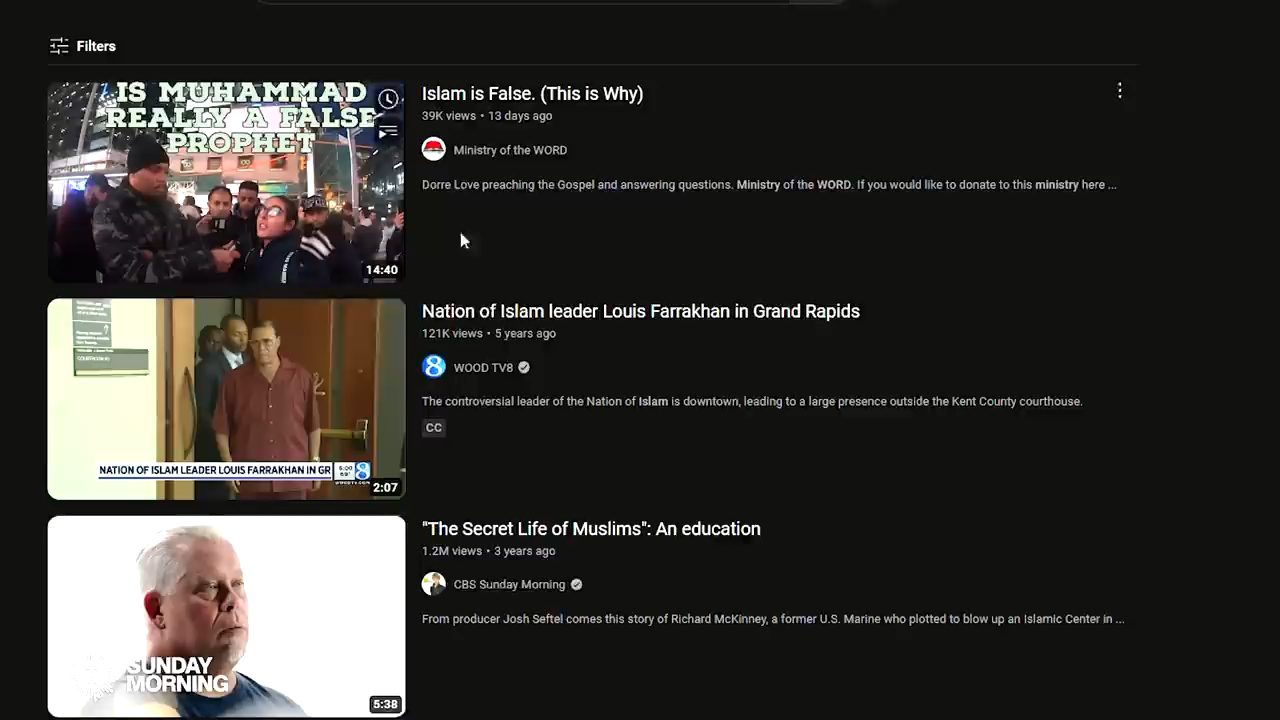 Filters
IS MUHAMMAD
REALLY A FALSE
PROPHET
14:40
Islam is False. (This is Why)
39K views • 13 days ago
Ministry of the WORD
Dorre Love preaching the Gospel and answering questions. Ministry of the WORD. If you would like to donate to this ministry here ...
NATION OF ISLAM LEADER LOUIS FARRAKHAN IN GR
5:00
8
2:07
Nation of Islam leader Louis Farrakhan in Grand Rapids
121K views • 5 years ago
8 WOOD TV8
The controversial leader of the Nation of Islam is downtown, leading to a large presence outside the Kent County courthouse.
CC
SUNDAY
MORNING
5:38
"The Secret Life of Muslims": An education
1.2M views • 3 years ago
CBS Sunday Morning
From producer Josh Seftel comes this story of Richard McKinney, a former U.S. Marine who plotted to blow up an Islamic Center in ...